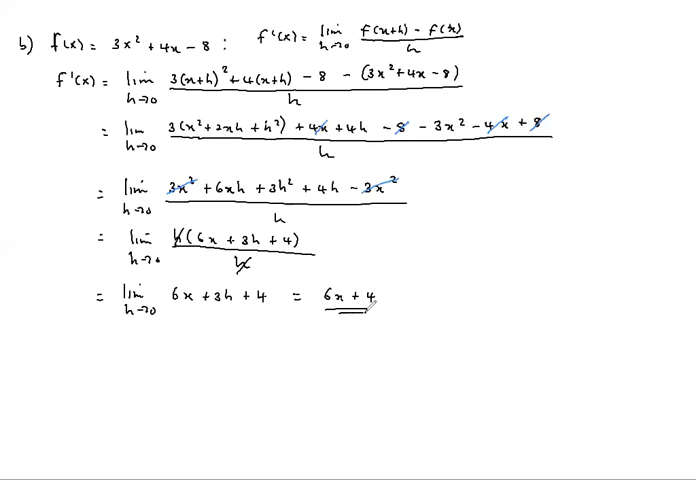 b) f(x) = 3x² + 4x - 8 : f'(x) = lim h→0 f(x+h) - f(x) / h
f'(x) = lim h→0 3(x+h)² + 4(x+h) - 8 - (3x² + 4x - 8) / h
= lim h→0 3(x² + 2xh + h²) + 4x + 4h - 8 - 3x² - 4x + 8 / h
= lim h→0 3x² + 6xh + 3h² + 4h - 3x² / h
= lim h→0 h(6x + 3h + 4) / h
= lim h→0 6x + 3h + 4 = 6x + 4